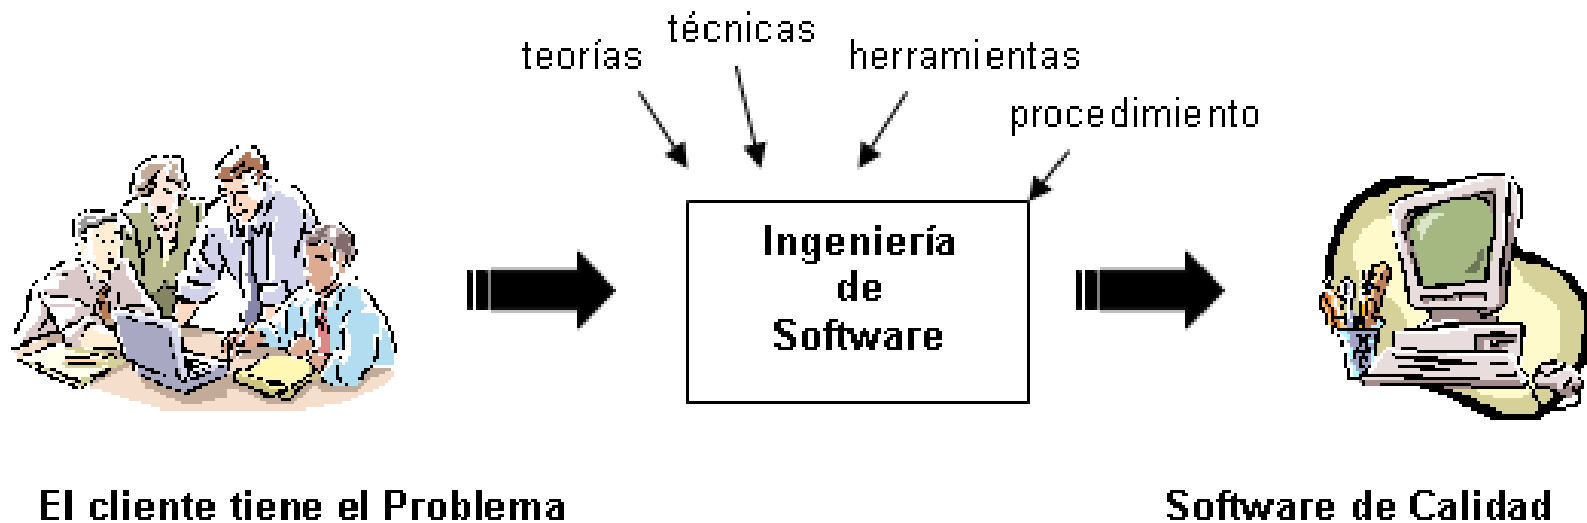 técnicas
teorías
herramientas
procedimiento
Ingeniería
de
Software
El cliente tiene el Problema
Software de Calidad